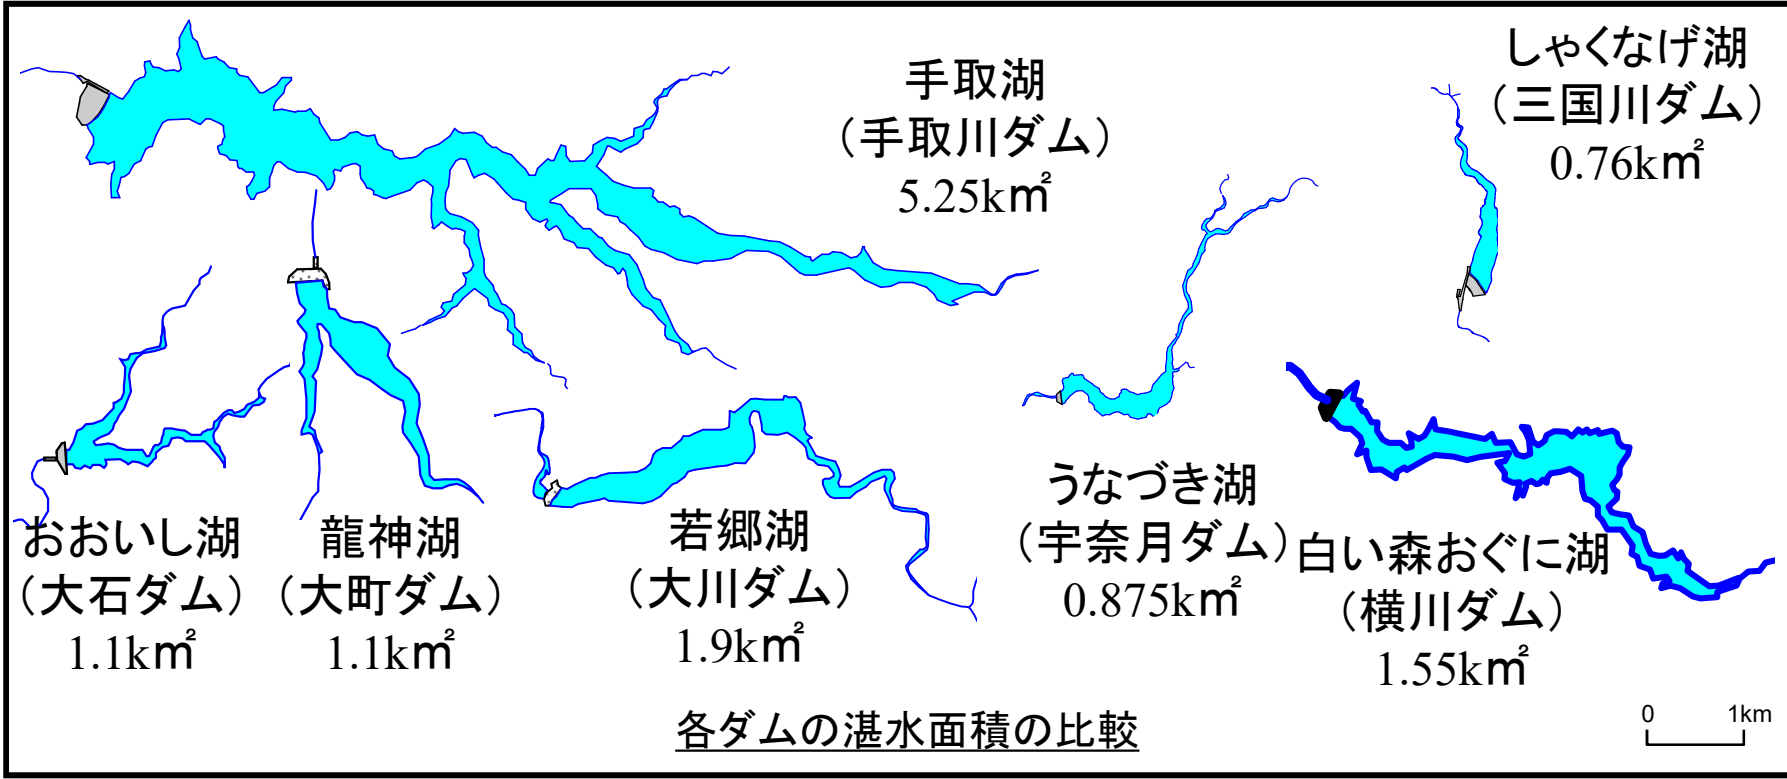 手取湖
（手取川ダム）
5.25k㎡
しゃくなげ湖
（三国川ダム）
0.76k㎡
おおいし湖
（大石ダム）
1.1k㎡
龍神湖
（大町ダム）
1.1k㎡
若郷湖
（大川ダム）
1.9k㎡
うなづき湖
（宇奈月ダム）
0.875k㎡
白い森おぐに湖
（横川ダム）
1.55k㎡
各ダムの湛水面積の比較
0 1km